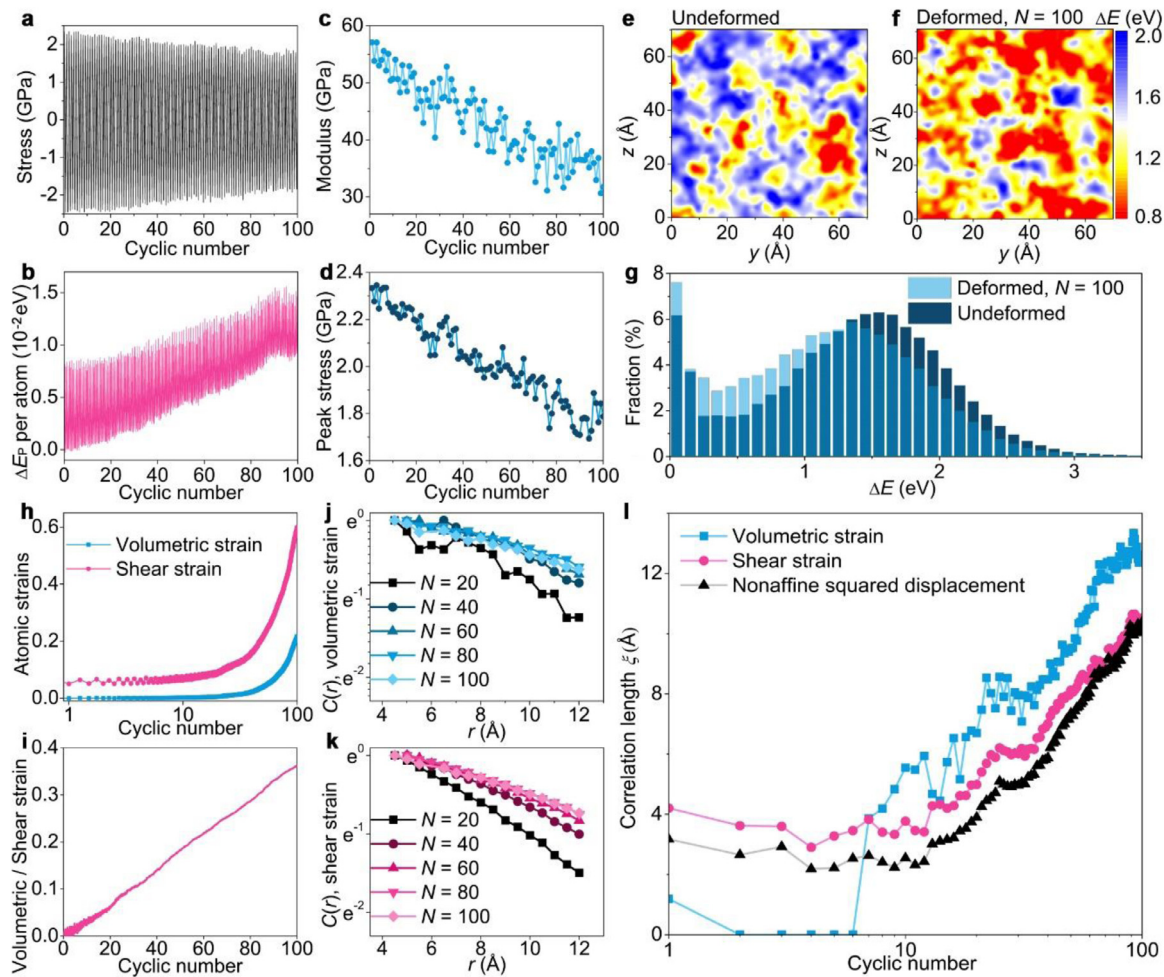 a
2
1
0
-1
-2
Stress (GPa)
0 20 40 60 80 100
Cyclic number
b
1.5
1.0
0.5
0.0
ΔEP per atom (10⁻² eV)
0 20 40 60 80 100
Cyclic number
c
60
50
40
30
Modulus (GPa)
0 20 40 60 80 100
Cyclic number
d
2.4
2.2
2.0
1.8
1.6
Peak stress (GPa)
0 20 40 60 80 100
Cyclic number
e Undeformed
60
40
20
0
z (Å)
0 20 40 60
y (Å)
f Deformed, N = 100 ΔE (eV)
60
40
20
0
z (Å)
0 20 40 60
y (Å)
2.0
1.8
1.6
1.4
1.2
1.0
0.8
g
8
6
4
2
0
Fraction (%)
Deformed, N = 100
Undeformed
0 1 2 3
ΔE (eV)
h
0.6
0.4
0.2
0.0
Atomic strains
Volumetric strain
Shear strain
1 10 100
Cyclic number
i
0.4
0.3
0.2
0.1
0.0
Volumetric / Shear strain
0 20 40 60 80 100
Cyclic number
j
e⁰
e⁻¹
e⁻²
C(r), volumetric strain
N = 20
N = 40
N = 60
N = 80
N = 100
4 6 8 10 12
r (Å)
k
e⁰
e⁻¹
e⁻²
C(r), shear strain
N = 20
N = 40
N = 60
N = 80
N = 100
4 6 8 10 12
r (Å)
l
12
8
4
0
Correlation length ξ (Å)
Volumetric strain
Shear strain
Nonaffine squared displacement
1 10 100
Cyclic number